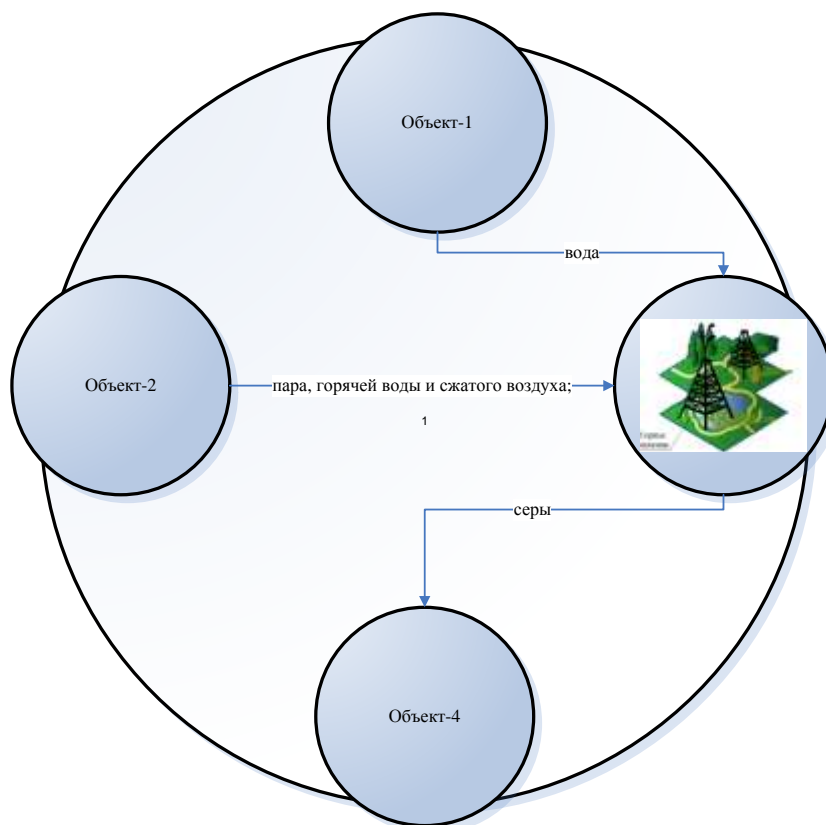 Объект-1
вода
Объект-2
пара, горячей воды и сжатого воздуха;
1
серы
Объект-4